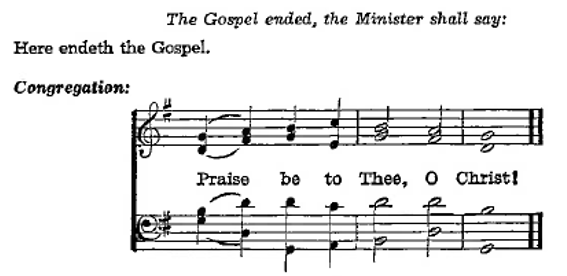 The Gospel ended, the Minister shall say:
Here endeth the Gospel.
Congregation:
Praise be to Thee, O Christ!